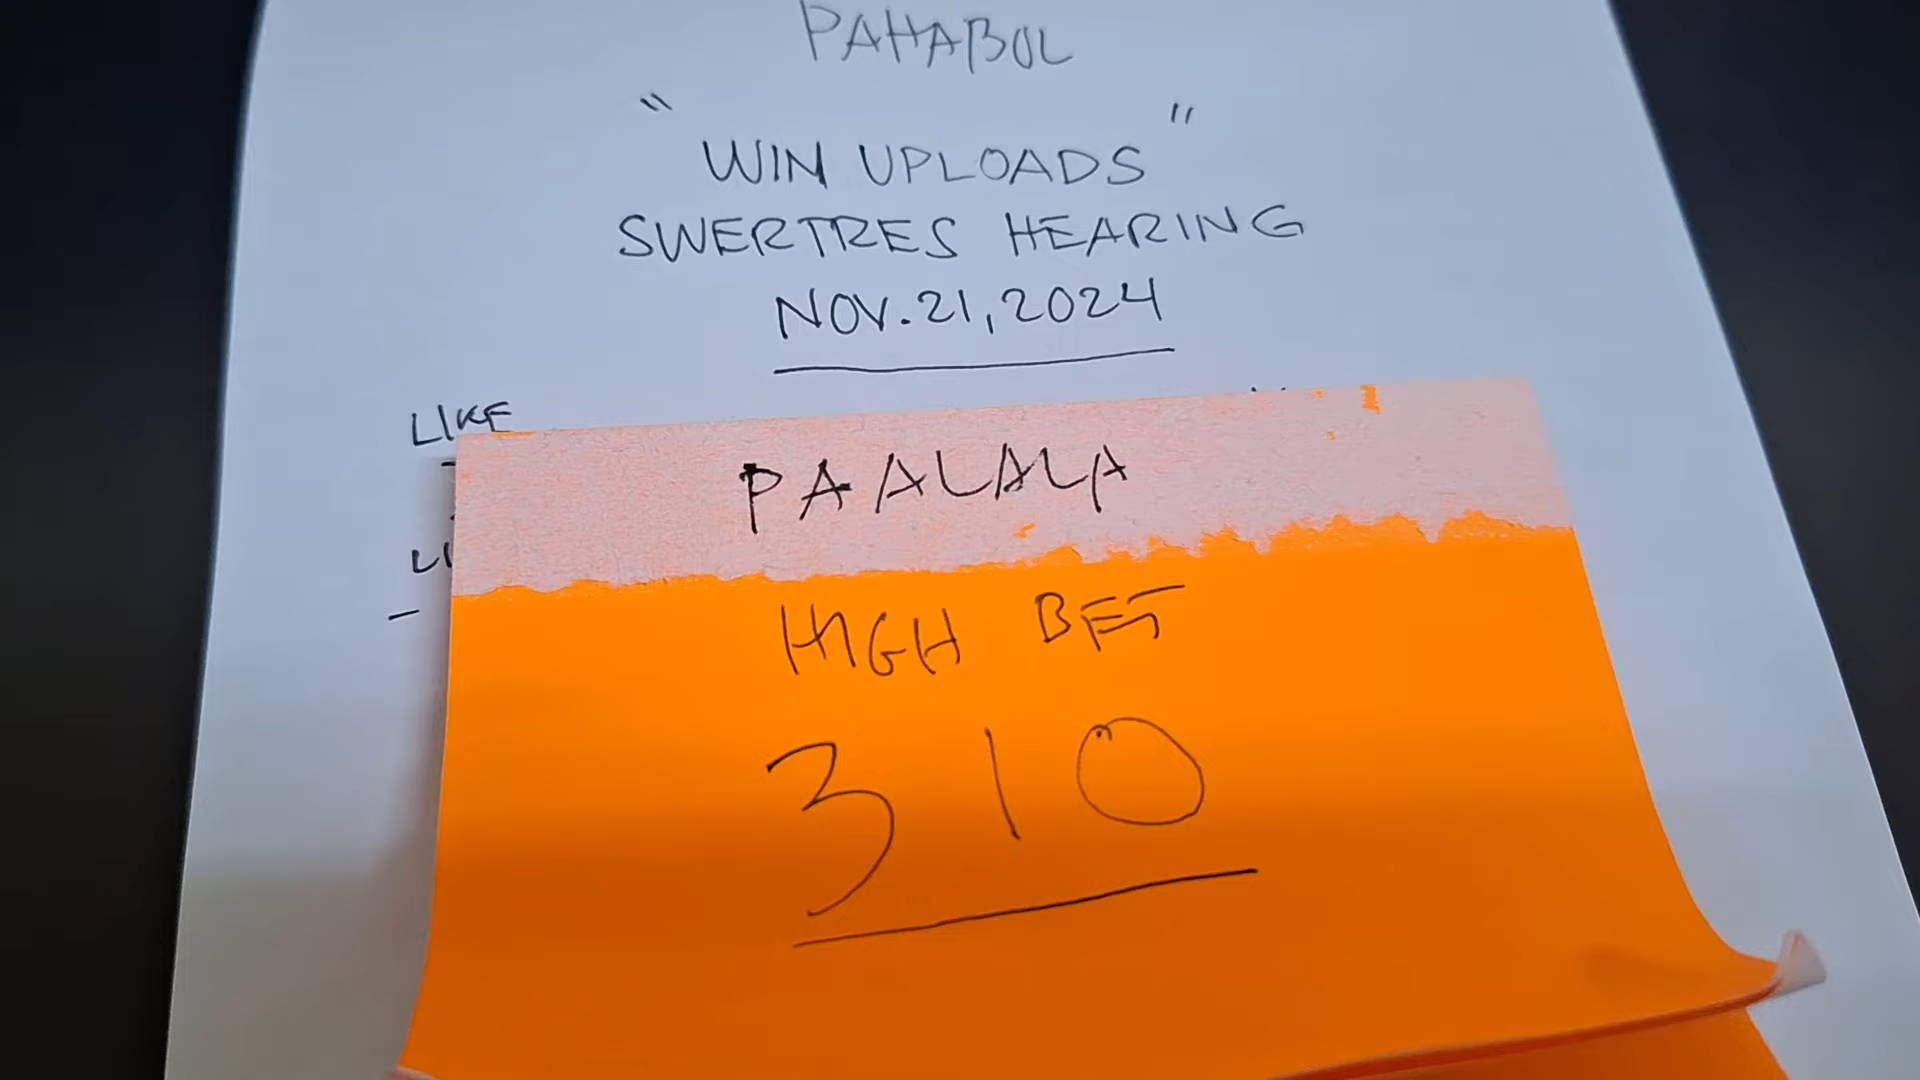 PAHABOL
"WIN UPLOADS"
SWERTRES HEARING
NOV.21,2024
LIKE
PAALALA
HIGH BET
310